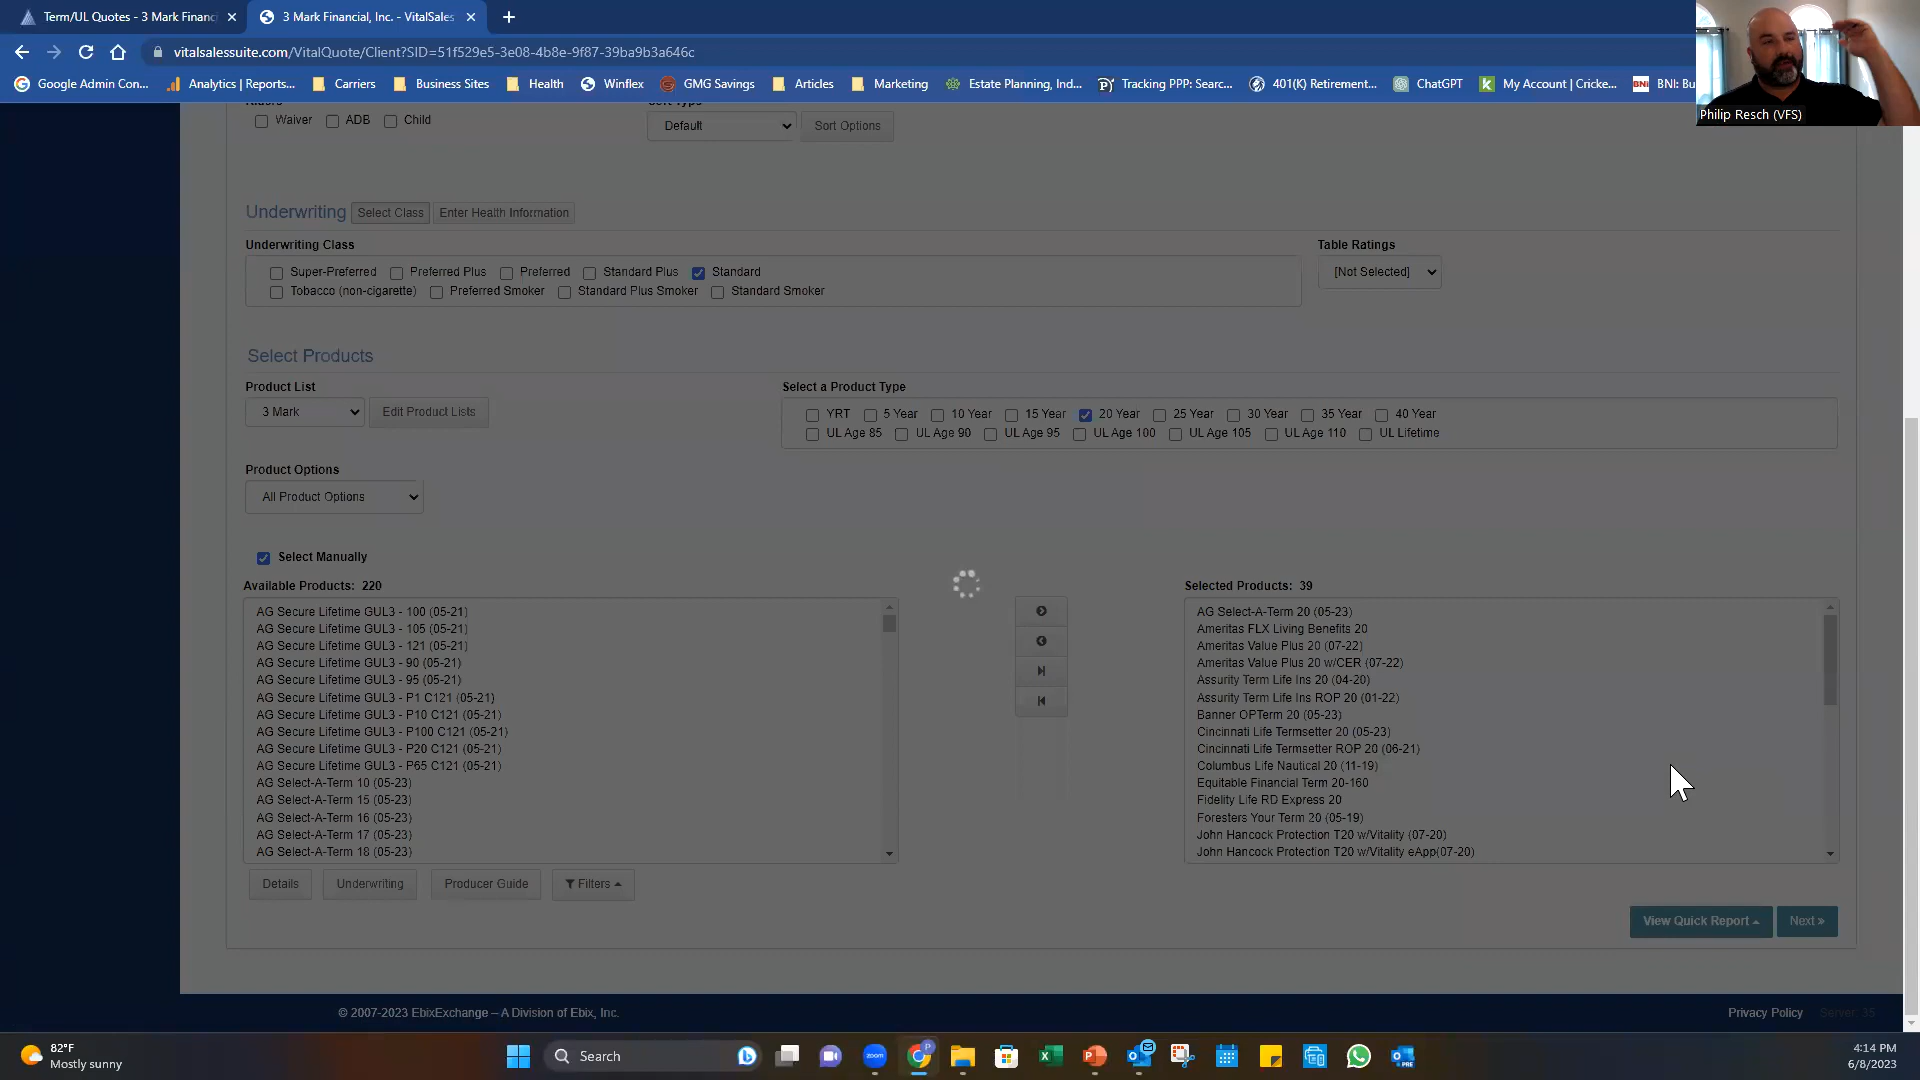 Term/UL Quotes - 3 Mark Financi
3 Mark Financial, Inc. - VitalSales
vitalsalessuite.com/VitalQuote/Client?SID=51f529e5-3e08-4b8e-9f87-39ba9b3a646c
Google Admin Con...
Analytics | Reports...
Carriers
Business Sites
Health
Winflex
GMG Savings
Articles
Marketing
Estate Planning, Ind...
Tracking PPP: Searc...
401(K) Retirement...
ChatGPT
My Account | Cricke...
BNI: Bu
Philip Resch (VFS)
Waiver ADB Child
Default
Sort Options
Underwriting Select Class Enter Health Information
Underwriting Class
Table Ratings
Super-Preferred Preferred Plus Preferred Standard Plus Standard
[Not Selected]
Tobacco (non-cigarette) Preferred Smoker Standard Plus Smoker Standard Smoker
Select Products
Product List
Select a Product Type
3 Mark
Edit Product Lists
YRT 5 Year 10 Year 15 Year 20 Year 25 Year 30 Year 35 Year 40 Year
UL Age 85 UL Age 90 UL Age 95 UL Age 100 UL Age 105 UL Age 110 UL Lifetime
Product Options
All Product Options
Select Manually
Available Products: 220
AG Secure Lifetime GUL3 - 100 (05-21)
AG Secure Lifetime GUL3 - 105 (05-21)
AG Secure Lifetime GUL3 - 121 (05-21)
AG Secure Lifetime GUL3 - 90 (05-21)
AG Secure Lifetime GUL3 - 95 (05-21)
AG Secure Lifetime GUL3 - P1 C121 (05-21)
AG Secure Lifetime GUL3 - P10 C121 (05-21)
AG Secure Lifetime GUL3 - P100 C121 (05-21)
AG Secure Lifetime GUL3 - P20 C121 (05-21)
AG Secure Lifetime GUL3 - P65 C121 (05-21)
AG Select-A-Term 10 (05-23)
AG Select-A-Term 15 (05-23)
AG Select-A-Term 16 (05-23)
AG Select-A-Term 17 (05-23)
AG Select-A-Term 18 (05-23)
Selected Products: 39
AG Select-A-Term 20 (05-23)
Ameritas FLX Living Benefits 20
Ameritas Value Plus 20 (07-22)
Ameritas Value Plus 20 w/CER (07-22)
Assurity Term Life Ins 20 (04-20)
Assurity Term Life Ins ROP 20 (01-22)
Banner OPTerm 20 (05-23)
Cincinnati Life Termsetter 20 (05-23)
Cincinnati Life Termsetter ROP 20 (06-21)
Columbus Life Nautical 20 (11-19)
Equitable Financial Term 20-160
Fidelity Life RD Express 20
Foresters Your Term 20 (05-19)
John Hancock Protection T20 w/Vitality (07-20)
John Hancock Protection T20 w/Vitality eApp(07-20)
Details
Underwriting
Producer Guide
Filters
View Quick Report
Next »
© 2007-2023 EbixExchange – A Division of Ebix, Inc.
Privacy Policy
Server: 35
82°F
Mostly sunny
Search
zoom
4:14 PM
6/8/2023